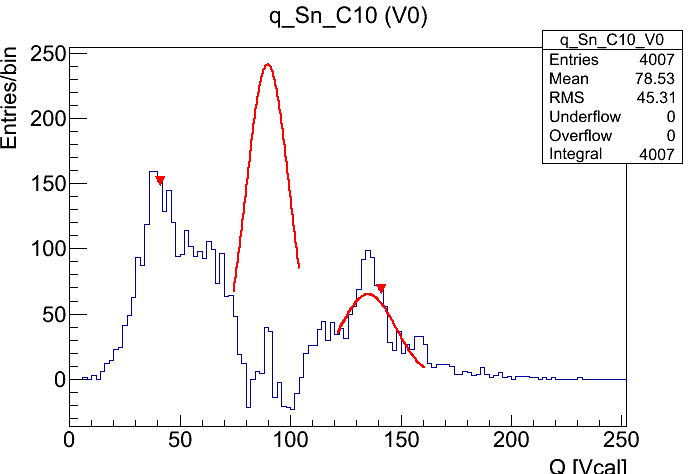 q_Sn_C10 (V0)
q_Sn_C10_V0
Entries 4007
Mean 78.53
RMS 45.31
Underflow 0
Overflow 0
Integral 4007
Entries/bin
250
200
150
100
50
0
0 50 100 150 200 250
Q [Vcal]